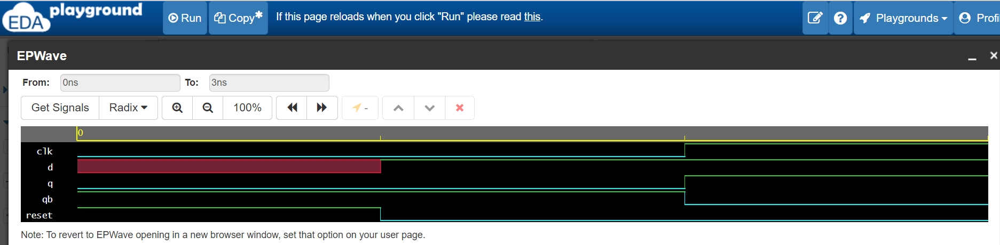 EDA playground
Run
Copy*
If this page reloads when you click "Run" please read this.
Playgrounds
Profi
EPWave
From: 0ns To: 3ns
Get Signals
Radix
100%
-
0
clk
d
q
qb
reset
Note: To revert to EPWave opening in a new browser window, set that option on your user page.